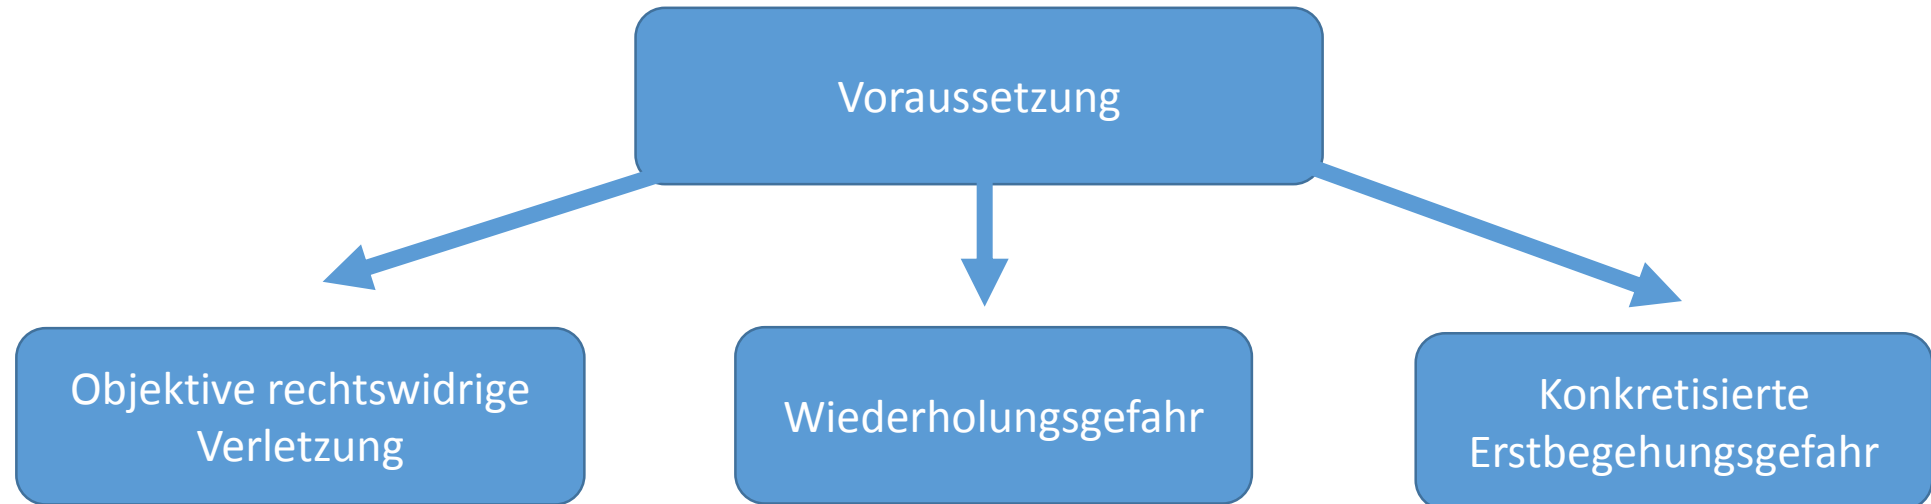 Voraussetzung
Objektive rechtswidrige
Verletzung
Wiederholungsgefahr
Konkretisierte
Erstbegehungsgefahr